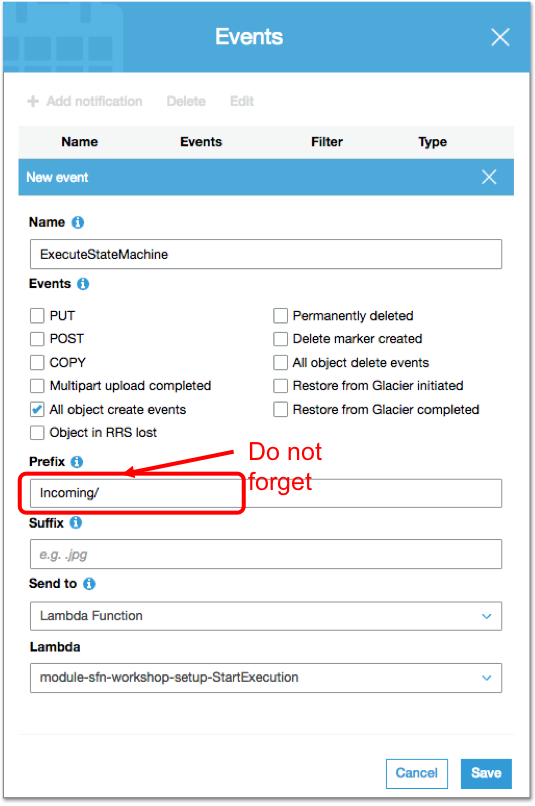 Events
Add notification Delete Edit
Name Events Filter Type
New event
Name
ExecuteStateMachine
Events
PUT Permanently deleted
POST Delete marker created
COPY All object delete events
Multipart upload completed Restore from Glacier initiated
All object create events Restore from Glacier completed
Object in RRS lost
Prefix
Do not
forget
Incoming/
Suffix
e.g. .jpg
Send to
Lambda Function
Lambda
module-sfn-workshop-setup-StartExecution
Cancel Save